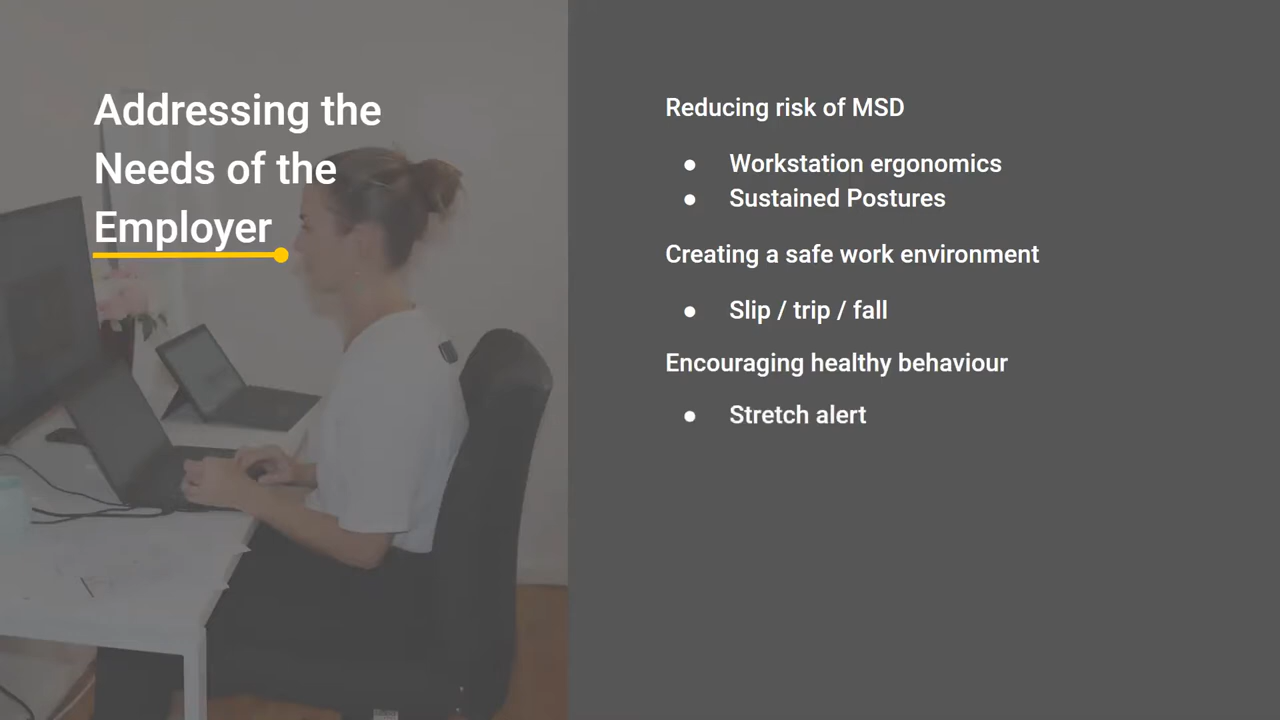 Addressing the
Needs of the
Employer
Reducing risk of MSD
● Workstation ergonomics
● Sustained Postures
Creating a safe work environment
● Slip / trip / fall
Encouraging healthy behaviour
● Stretch alert